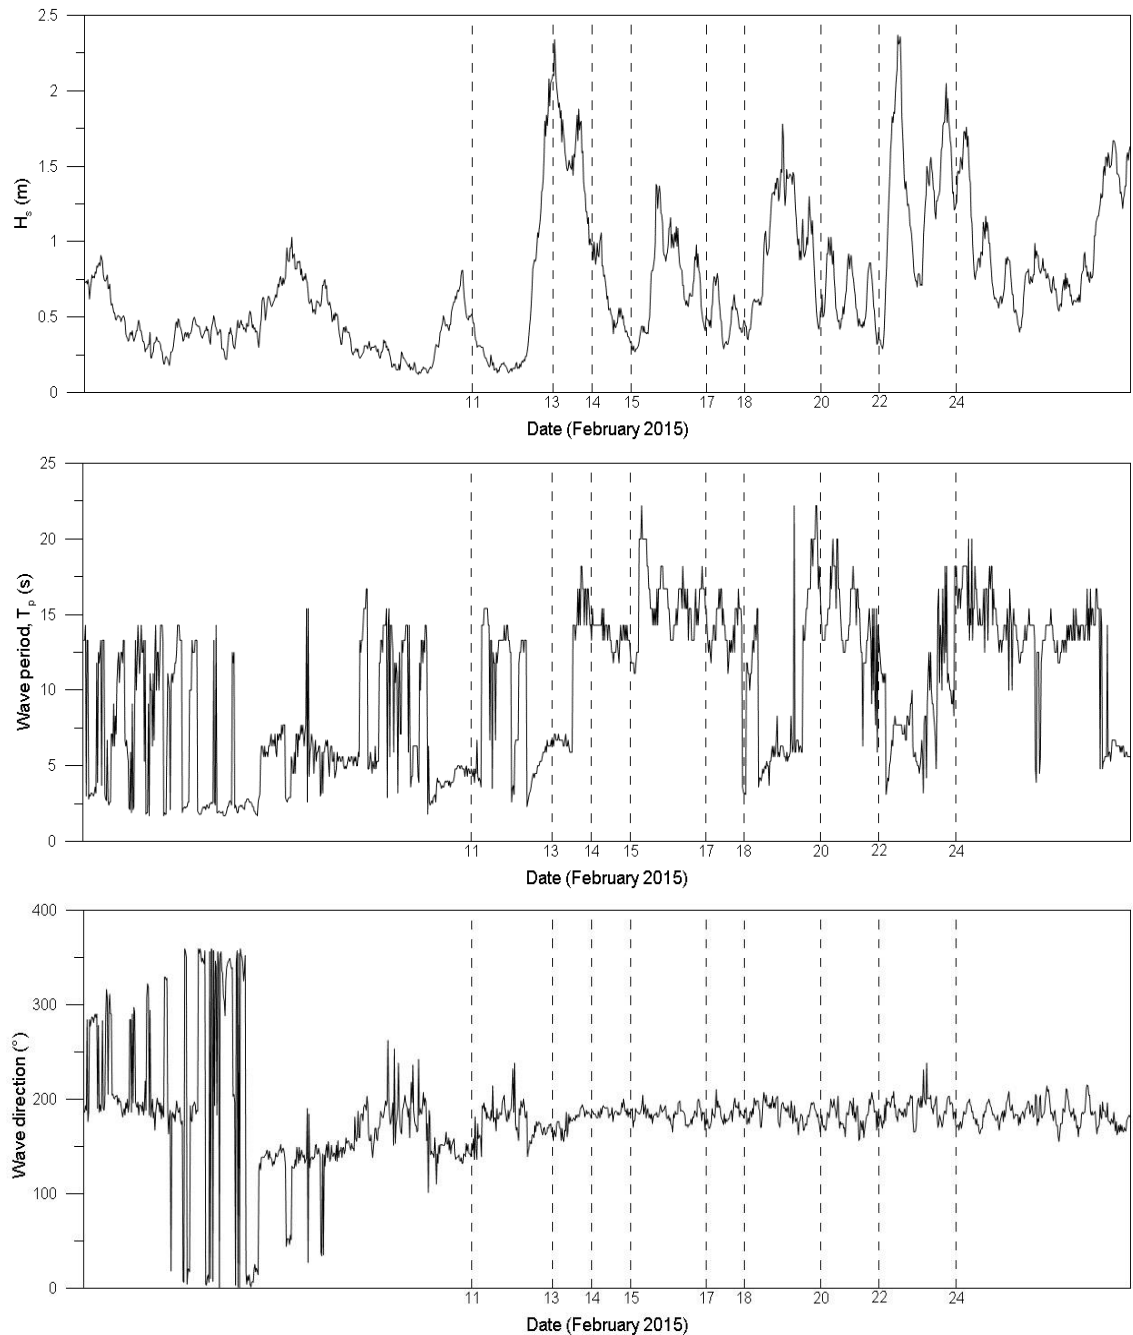 2.5
2
1.5
1
0.5
0
Hₛ (m)
11 13 14 15 17 18 20 22 24
Date (February 2015)
25
20
15
10
5
0
Wave period, Tₚ (s)
11 13 14 15 17 18 20 22 24
Date (February 2015)
400
300
200
100
0
Wave direction (°)
11 13 14 15 17 18 20 22 24
Date (February 2015)